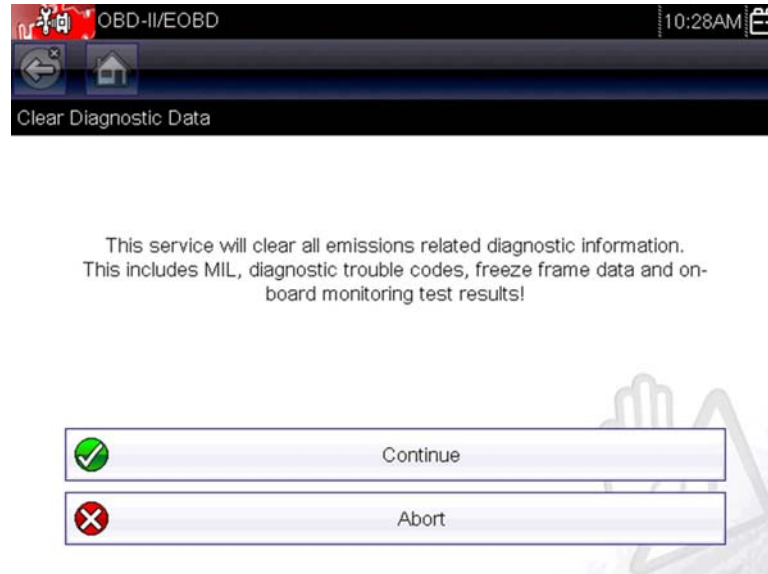 OBD-II/EOBD
10:28AM
Clear Diagnostic Data
This service will clear all emissions related diagnostic information.
This includes MIL, diagnostic trouble codes, freeze frame data and on-
board monitoring test results!
Continue
Abort